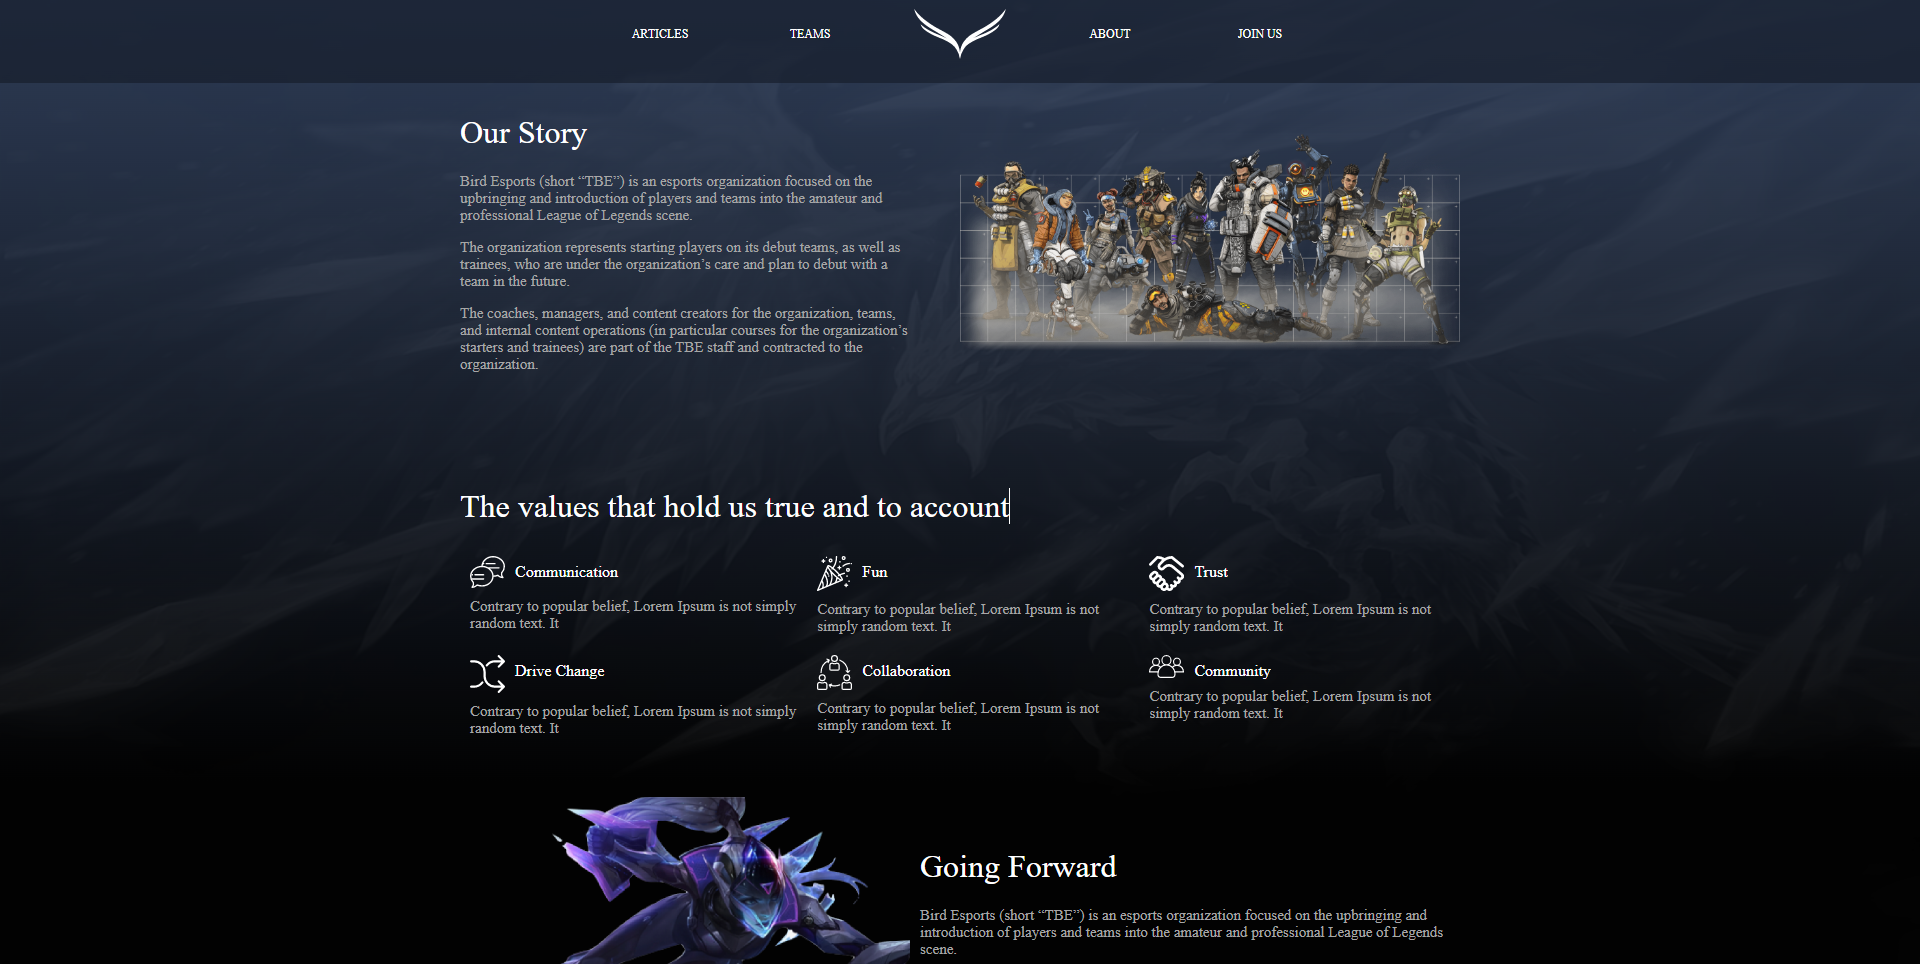 ARTICLES TEAMS ABOUT JOIN US
Our Story
Bird Esports (short “TBE”) is an esports organization focused on the
upbringing and introduction of players and teams into the amateur and
professional League of Legends scene.
The organization represents starting players on its debut teams, as well as
trainees, who are under the organization’s care and plan to debut with a
team in the future.
The coaches, managers, and content creators for the organization, teams,
and internal content operations (in particular courses for the organization’s
starters and trainees) are part of the TBE staff and contracted to the
organization.
The values that hold us true and to account
Communication
Contrary to popular belief, Lorem Ipsum is not simply
random text. It
Fun
Contrary to popular belief, Lorem Ipsum is not
simply random text. It
Trust
Contrary to popular belief, Lorem Ipsum is not
simply random text. It
Drive Change
Contrary to popular belief, Lorem Ipsum is not simply
random text. It
Collaboration
Contrary to popular belief, Lorem Ipsum is not
simply random text. It
Community
Contrary to popular belief, Lorem Ipsum is not
simply random text. It
Going Forward
Bird Esports (short “TBE”) is an esports organization focused on the upbringing and
introduction of players and teams into the amateur and professional League of Legends
scene.